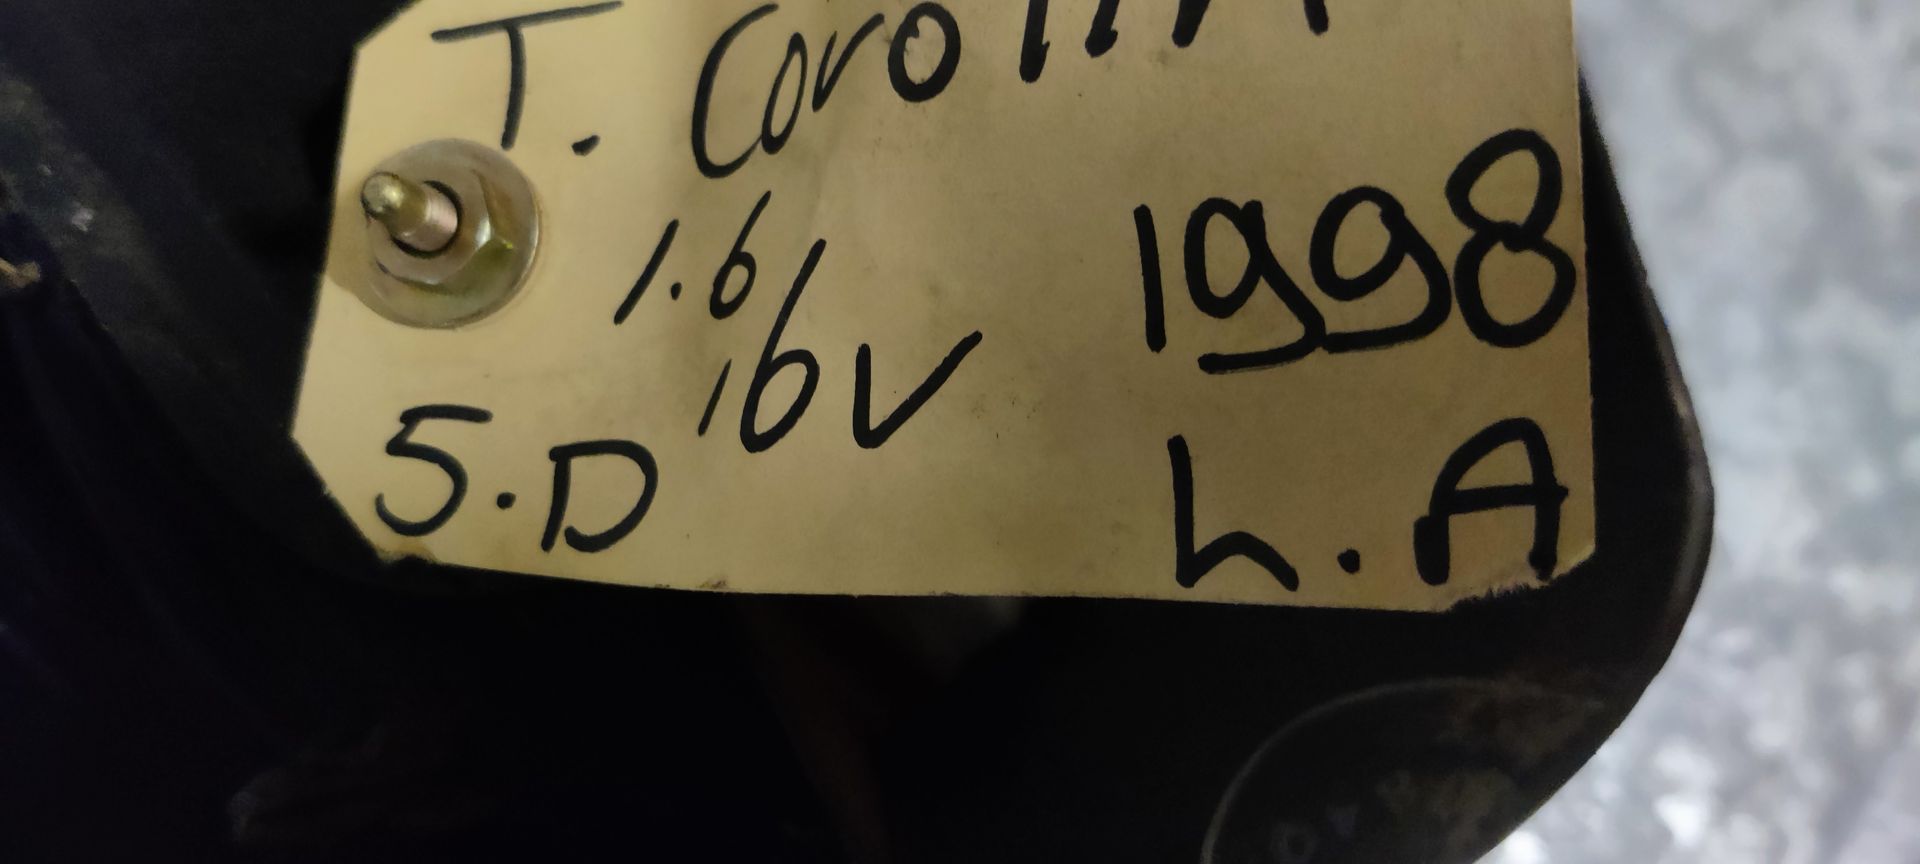 T. Corolla
1.6 1998
16V
5.D L.A